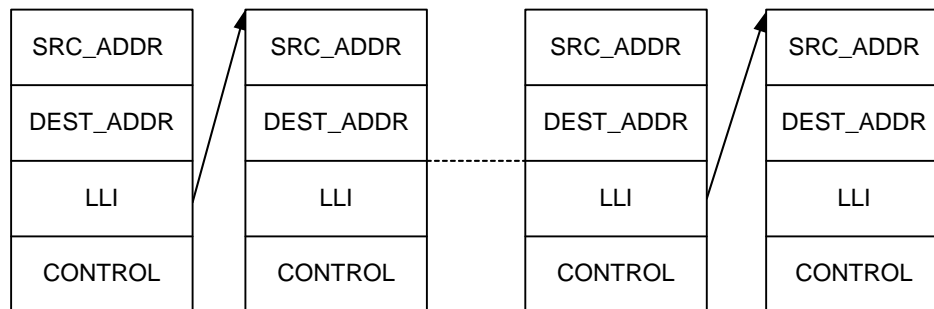 SRC_ADDR
DEST_ADDR
LLI
CONTROL
SRC_ADDR
DEST_ADDR
LLI
CONTROL
SRC_ADDR
DEST_ADDR
LLI
CONTROL
SRC_ADDR
DEST_ADDR
LLI
CONTROL